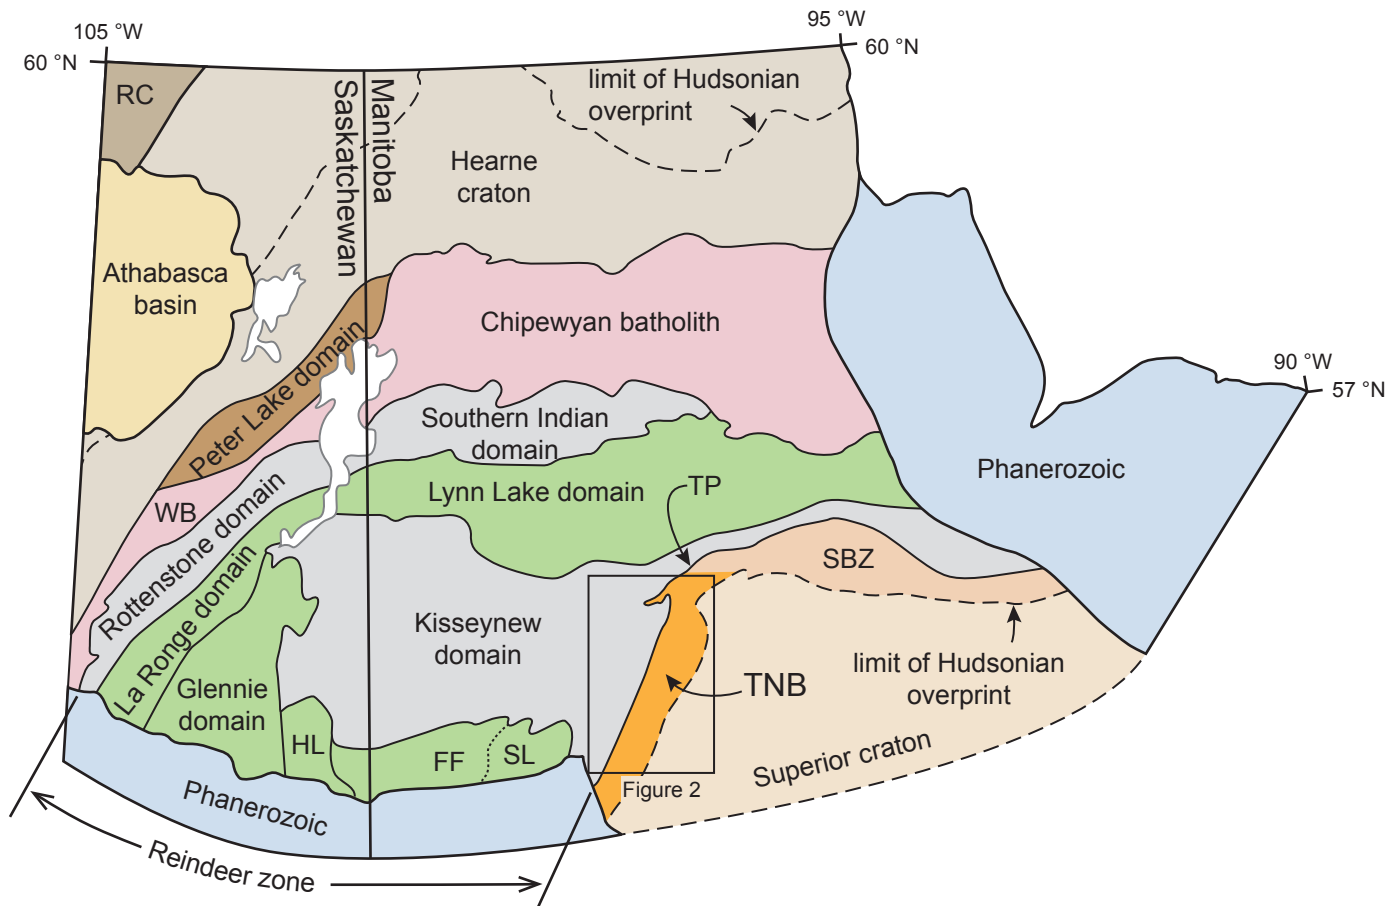 105 °W
95 °W
60 °N
60 °N
RC
Manitoba
Saskatchewan
limit of Hudsonian
overprint
Hearne
craton
Athabasca
basin
Chipewyan batholith
Peter Lake domain
90 °W
57 °N
Southern Indian
domain
Phanerozoic
Lynn Lake domain
TP
WB
Rottenstone domain
SBZ
La Ronge domain
Kisseynew
domain
limit of Hudsonian
overprint
Glennie
domain
TNB
HL
FF
SL
Superior craton
Figure 2
Phanerozoic
Reindeer zone